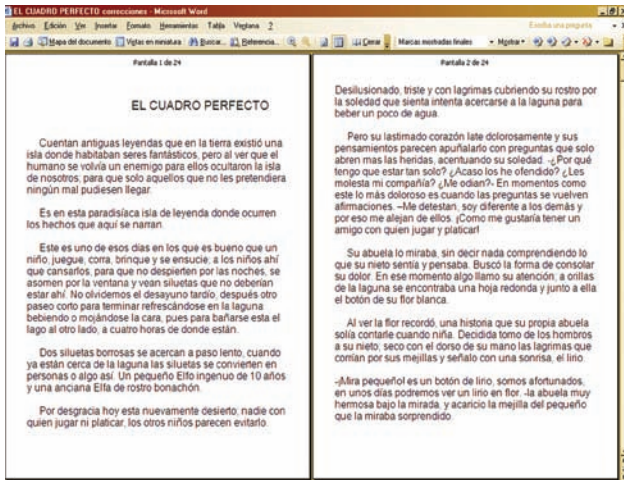 EL CUADRO PERFECTO correcciones - Microsoft Word
Archivo Edición Ver Insertar Formato Herramientas Tabla Ventana ?
Escriba una pregunta
Mapa del documento Vistas en miniatura Buscar... Referencia... Cerrar Marcas mostradas finales Mostrar
Pantalla 1 de 24
EL CUADRO PERFECTO
Cuentan antiguas leyendas que en la tierra existió una
isla donde habitaban seres fantásticos, pero al ver que el
humano se volvía un enemigo para ellos ocultaron la isla
de nosotros, para que solo aquellos que no les pretendiera
ningún mal pudiesen llegar.
Es en esta paradisíaca isla de leyenda donde ocurren
los hechos que aquí se narran.
Este es uno de esos días en los que es bueno que un
niño, juegue, corra, brinque y se ensucie; a los niños ahí
que cansarlos, para que no despierten por las noches, se
asomen por la ventana y vean siluetas que no deberían
estar ahí. No olvidemos el desayuno tardío, después otro
paseo corto para terminar refrescándose en la laguna
bebiendo o mojándose la cara, pues para bañarse esta el
lago al otro lado, a cuatro horas de donde están.
Dos siluetas borrosas se acercan a paso lento, cuando
ya están cerca de la laguna las siluetas se convierten en
personas o algo así. Un pequeño Elfo ingenuo de 10 años
y una anciana Elfa de rostro bonachón.
Por desgracia hoy esta nuevamente desierto, nadie con
quien jugar ni platicar, los otros niños parecen evitarlo.
Pantalla 2 de 24
Desilusionado, triste y con lagrimas cubriendo su rostro por
la soledad que sienta intenta acercarse a la laguna para
beber un poco de agua.
Pero su lastimado corazón late dolorosamente y sus
pensamientos parecen apuñalarlo con preguntas que solo
abren mas las heridas, acentuando su soledad. -¿Por qué
tengo que estar tan solo? ¿Acaso los he ofendido? ¿Les
molesta mi compañía? ¿Me odian?- En momentos como
este lo más doloroso es cuando las preguntas se vuelven
afirmaciones. –Me detestan, soy diferente a los demás y
por eso me alejan de ellos. ¡Como me gustaría tener un
amigo con quien jugar y platicar!
Su abuela lo miraba, sin decir nada comprendiendo lo
que su nieto sentía y pensaba. Buscó la forma de consolar
su dolor. En ese momento algo llamo su atención; a orillas
de la laguna se encontraba una hoja redonda y junto a ella
el botón de su flor blanca.
Al ver la flor recordó, una historia que su propia abuela
solía contarle cuando niña. Decidida tomo de los hombros
a su nieto; seco con el dorso de su mano las lagrimas que
corrían por sus mejillas y señalo con una sonrisa, el lirio.
-¡Mira pequeño! es un botón de lirio, somos afortunados,
en unos días podremos ver un lirio en flor. -la abuela muy
hermosa bajo la mirada, y acaricio la mejilla del pequeño
que la miraba sorprendido.